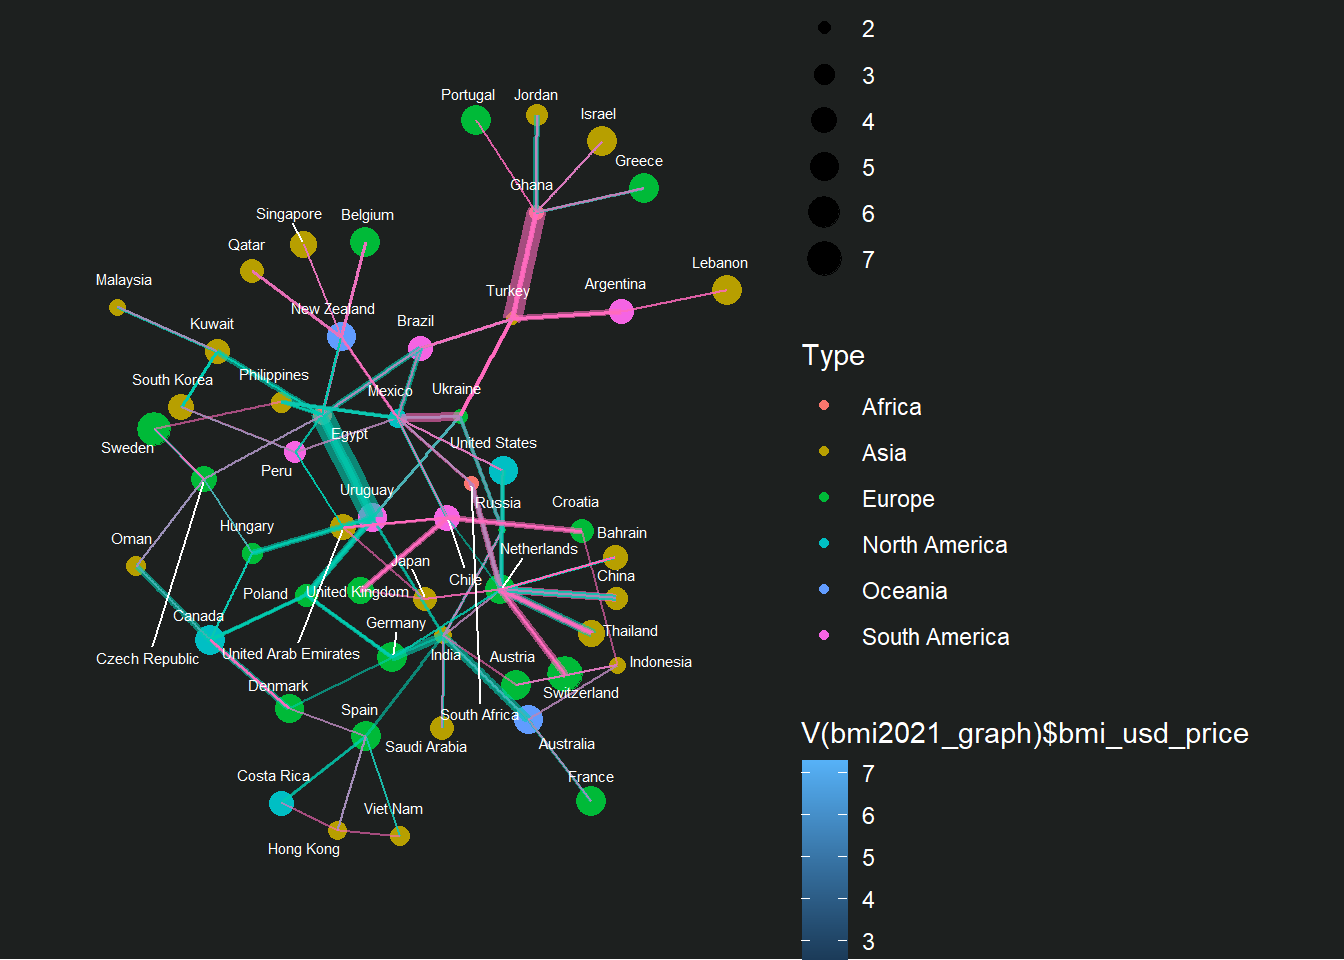 2
3
4
5
6
7
Portugal
Jordan
Israel
Greece
Ghana
Singapore
Belgium
Qatar
Lebanon
Malaysia
Turkey
Argentina
New Zealand
Kuwait
Brazil
South Korea
Philippines
Mexico
Ukraine
Sweden
Egypt
United States
Peru
Uruguay
Russia
Croatia
Hungary
Bahrain
Oman
Netherlands
Japan
Chile
China
Poland
United Kingdom
Canada
Germany
Thailand
Czech Republic
United Arab Emirates
India
Austria
Indonesia
Denmark
Switzerland
Spain
South Africa
Saudi Arabia
Australia
Costa Rica
France
Viet Nam
Hong Kong
Type
Africa
Asia
Europe
North America
Oceania
South America
V(bmi2021_graph)$bmi_usd_price
7
6
5
4
3